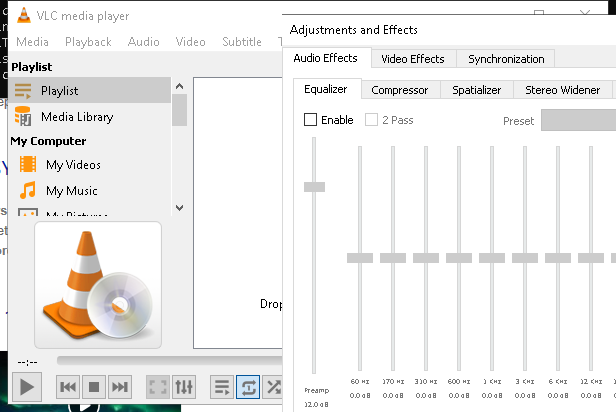 VLC media player
Media Playback Audio Video Subtitle
Playlist
Playlist
Media Library
My Computer
My Videos
My Music
My Pictures
Drop
--:--
Adjustments and Effects
Audio Effects Video Effects Synchronization
Equalizer Compressor Spatializer Stereo Widener
Enable 2 Pass Preset
60 Hz 170 Hz 310 Hz 600 Hz 1 KHz 3 KHz 6 KHz 12 KHz
Preamp 0.0 dB 0.0 dB 0.0 dB 0.0 dB 0.0 dB 0.0 dB 0.0 dB 0.0 dB
12.0 dB